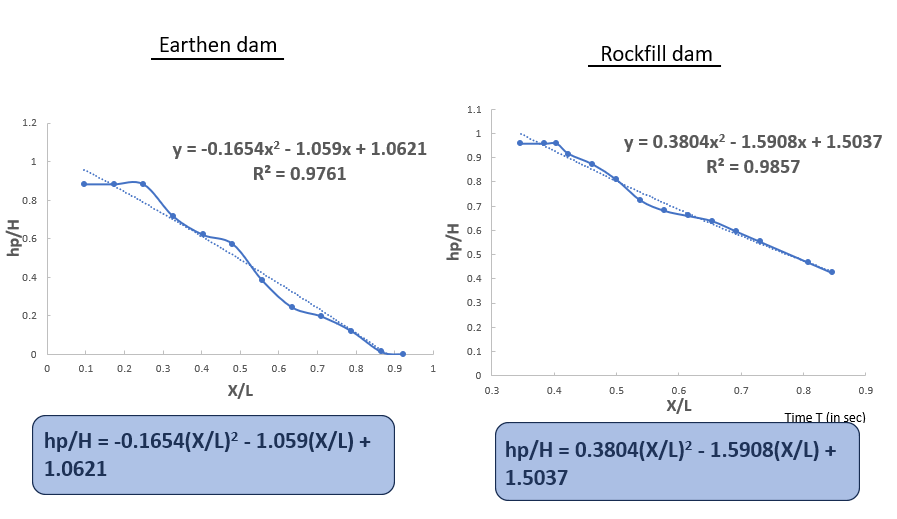 Earthen dam
Rockfill dam
y = -0.1654x² - 1.059x + 1.0621
R² = 0.9761
hp/H
1.2
1
0.8
0.6
0.4
0.2
0
0 0.1 0.2 0.3 0.4 0.5 0.6 0.7 0.8 0.9 1
X/L
y = 0.3804x² - 1.5908x + 1.5037
R² = 0.9857
hp/H
1.1
1
0.9
0.8
0.7
0.6
0.5
0.4
0.3
0.2
0.1
0
0.3 0.4 0.5 0.6 0.7 0.8 0.9
X/L
Time T (in sec)
hp/H = -0.1654(X/L)² - 1.059(X/L) +
1.0621
hp/H = 0.3804(X/L)² - 1.5908(X/L) +
1.5037